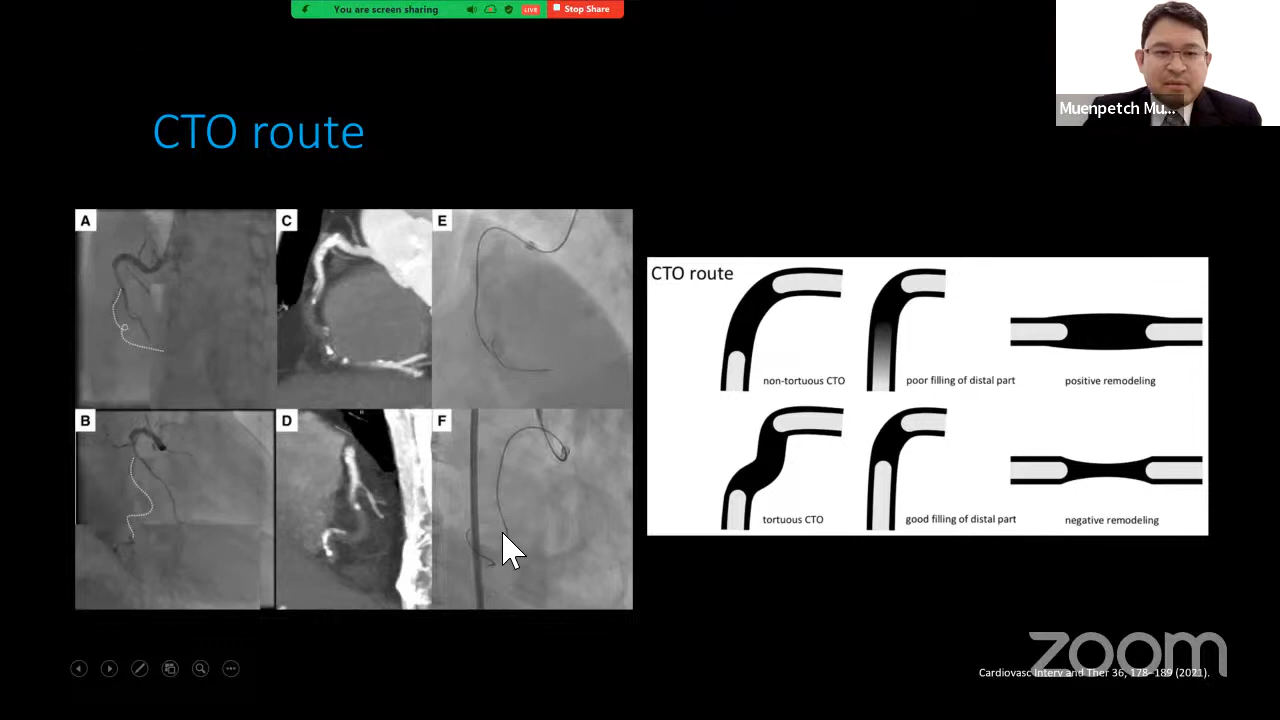 You are screen sharing
LIVE
Stop Share
Muenpetch Mu...
CTO route
A
C
E
B
D
F
CTO route
non-tortuous CTO
poor filling of distal part
positive remodeling
tortuous CTO
good filling of distal part
negative remodeling
zoom
Cardiovasc Interv and Ther 36, 178–189 (2021).